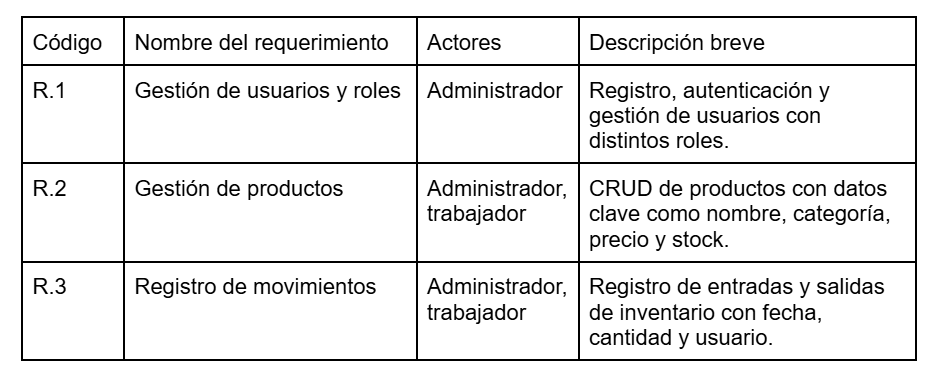 Código Nombre del requerimiento Actores Descripción breve
R.1 Gestión de usuarios y roles Administrador Registro, autenticación y
gestión de usuarios con
distintos roles.
R.2 Gestión de productos Administrador, CRUD de productos con datos
trabajador clave como nombre, categoría,
precio y stock.
R.3 Registro de movimientos Administrador, Registro de entradas y salidas
trabajador de inventario con fecha,
cantidad y usuario.